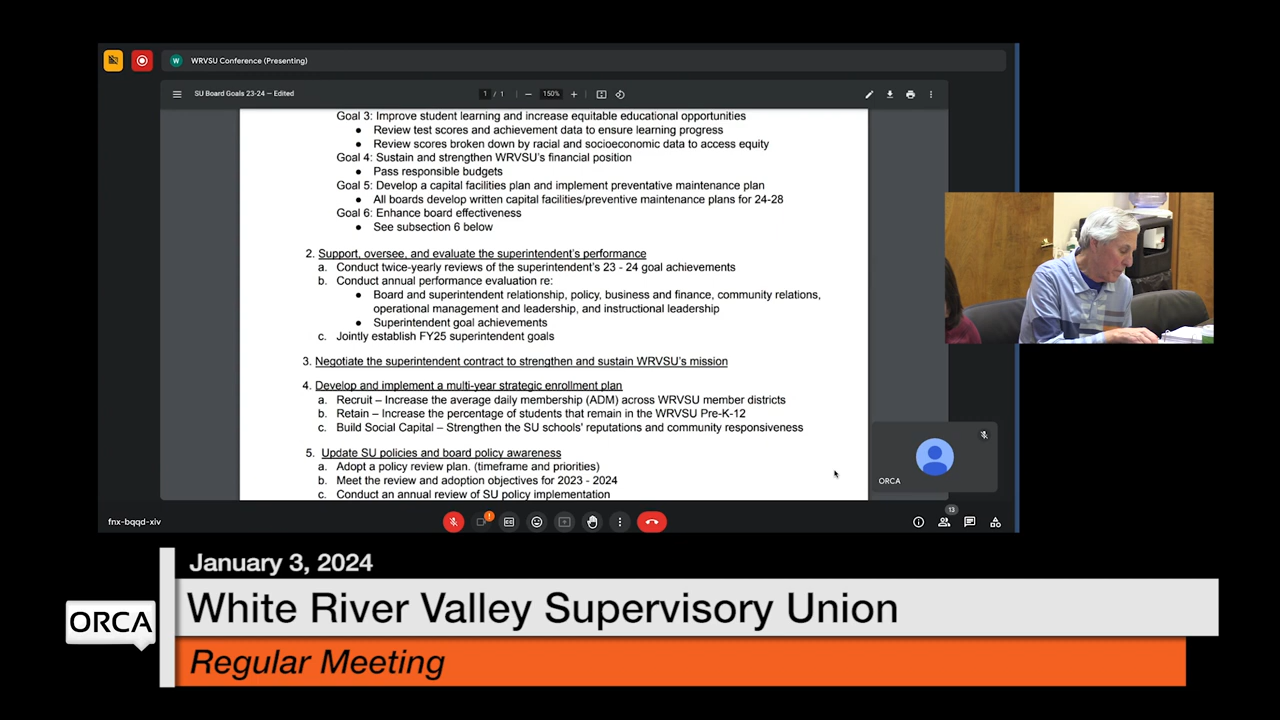 W WRVSU Conference (Presenting)
SU Board Goals 23-24 – Edited
1 / 1
150%
Goal 3: Improve student learning and increase equitable educational opportunities
● Review test scores and achievement data to ensure learning progress
● Review scores broken down by racial and socioeconomic data to access equity
Goal 4: Sustain and strengthen WRVSU's financial position
● Pass responsible budgets
Goal 5: Develop a capital facilities plan and implement preventative maintenance plan
● All boards develop written capital facilities/preventive maintenance plans for 24-28
Goal 6: Enhance board effectiveness
● See subsection 6 below
2. Support, oversee, and evaluate the superintendent's performance
a. Conduct twice-yearly reviews of the superintendent's 23 - 24 goal achievements
b. Conduct annual performance evaluation re:
● Board and superintendent relationship, policy, business and finance, community relations,
operational management and leadership, and instructional leadership
● Superintendent goal achievements
c. Jointly establish FY25 superintendent goals
3. Negotiate the superintendent contract to strengthen and sustain WRVSU's mission
4. Develop and implement a multi-year strategic enrollment plan
a. Recruit – Increase the average daily membership (ADM) across WRVSU member districts
b. Retain – Increase the percentage of students that remain in the WRVSU Pre-K-12
c. Build Social Capital – Strengthen the SU schools' reputations and community responsiveness
5. Update SU policies and board policy awareness
a. Adopt a policy review plan. (timeframe and priorities)
b. Meet the review and adoption objectives for 2023 - 2024
c. Conduct an annual review of SU policy implementation
ORCA
fnx-bqqd-xiv
13
January 3, 2024
ORCA
White River Valley Supervisory Union
Regular Meeting